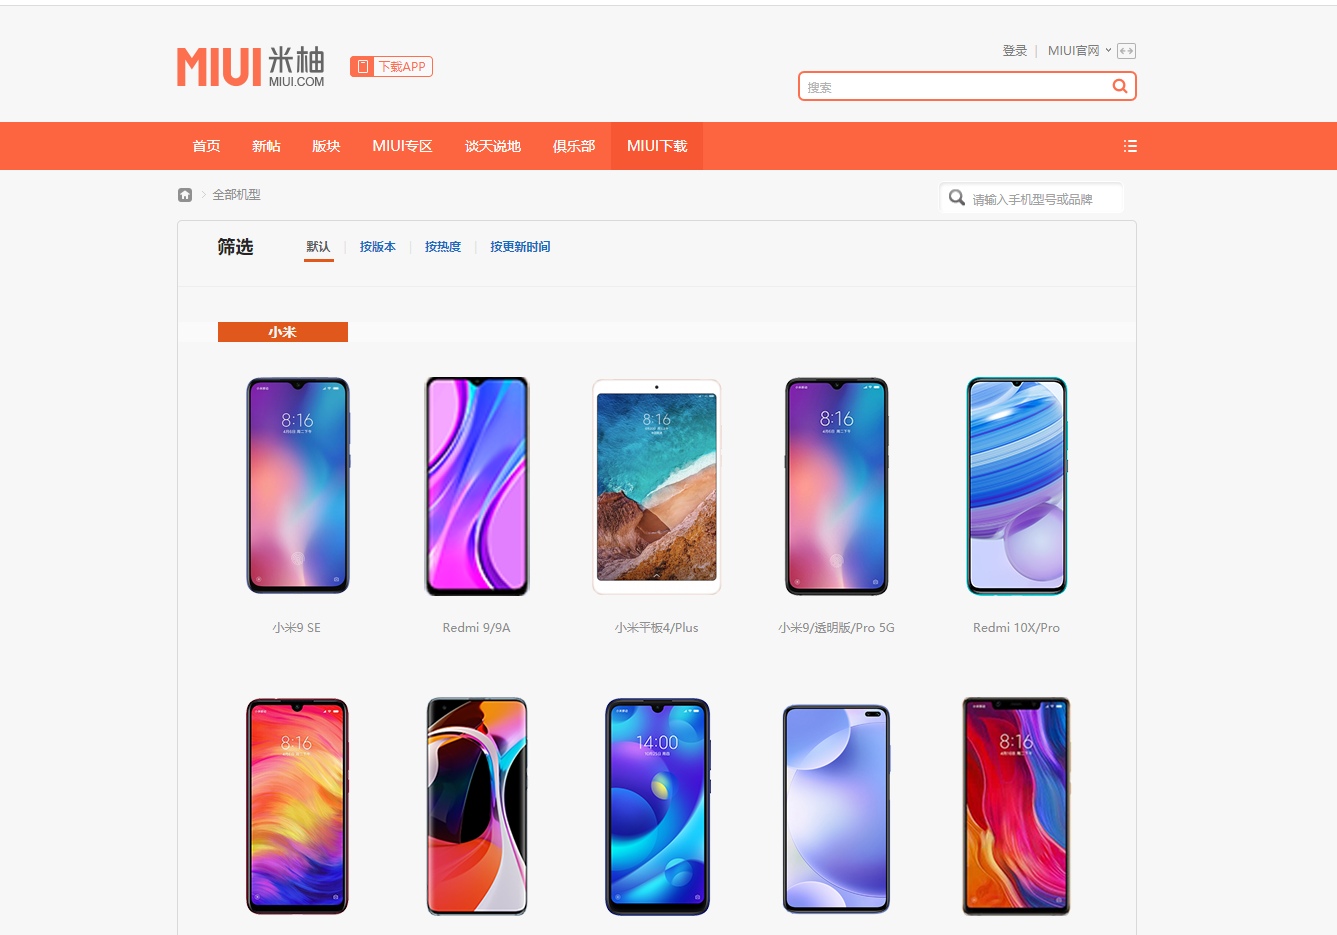 MIUI 米柚
MIUI.COM
下载APP
登录 | MIUI官网
搜索
首页 新帖 版块 MIUI专区 谈天说地 俱乐部 MIUI下载
全部机型
请输入手机型号或品牌
筛选 默认 | 按版本 | 按热度 | 按更新时间
小米
8:16
8:16
8:16
小米9 SE Redmi 9/9A 小米平板4/Plus 小米9/透明版/Pro 5G Redmi 10X/Pro
8:16
14:00
8:16